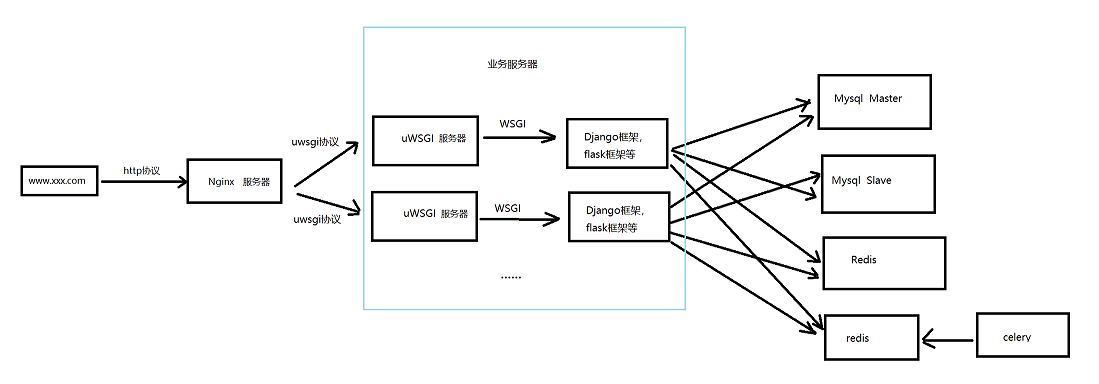 业务服务器
www.xxx.com
http协议
Nginx 服务器
uwsgi协议
uwsgi协议
uWSGI 服务器
WSGI
Django框架,
flask框架等
uWSGI 服务器
WSGI
Django框架,
flask框架等
......
Mysql Master
Mysql Slave
Redis
redis
celery